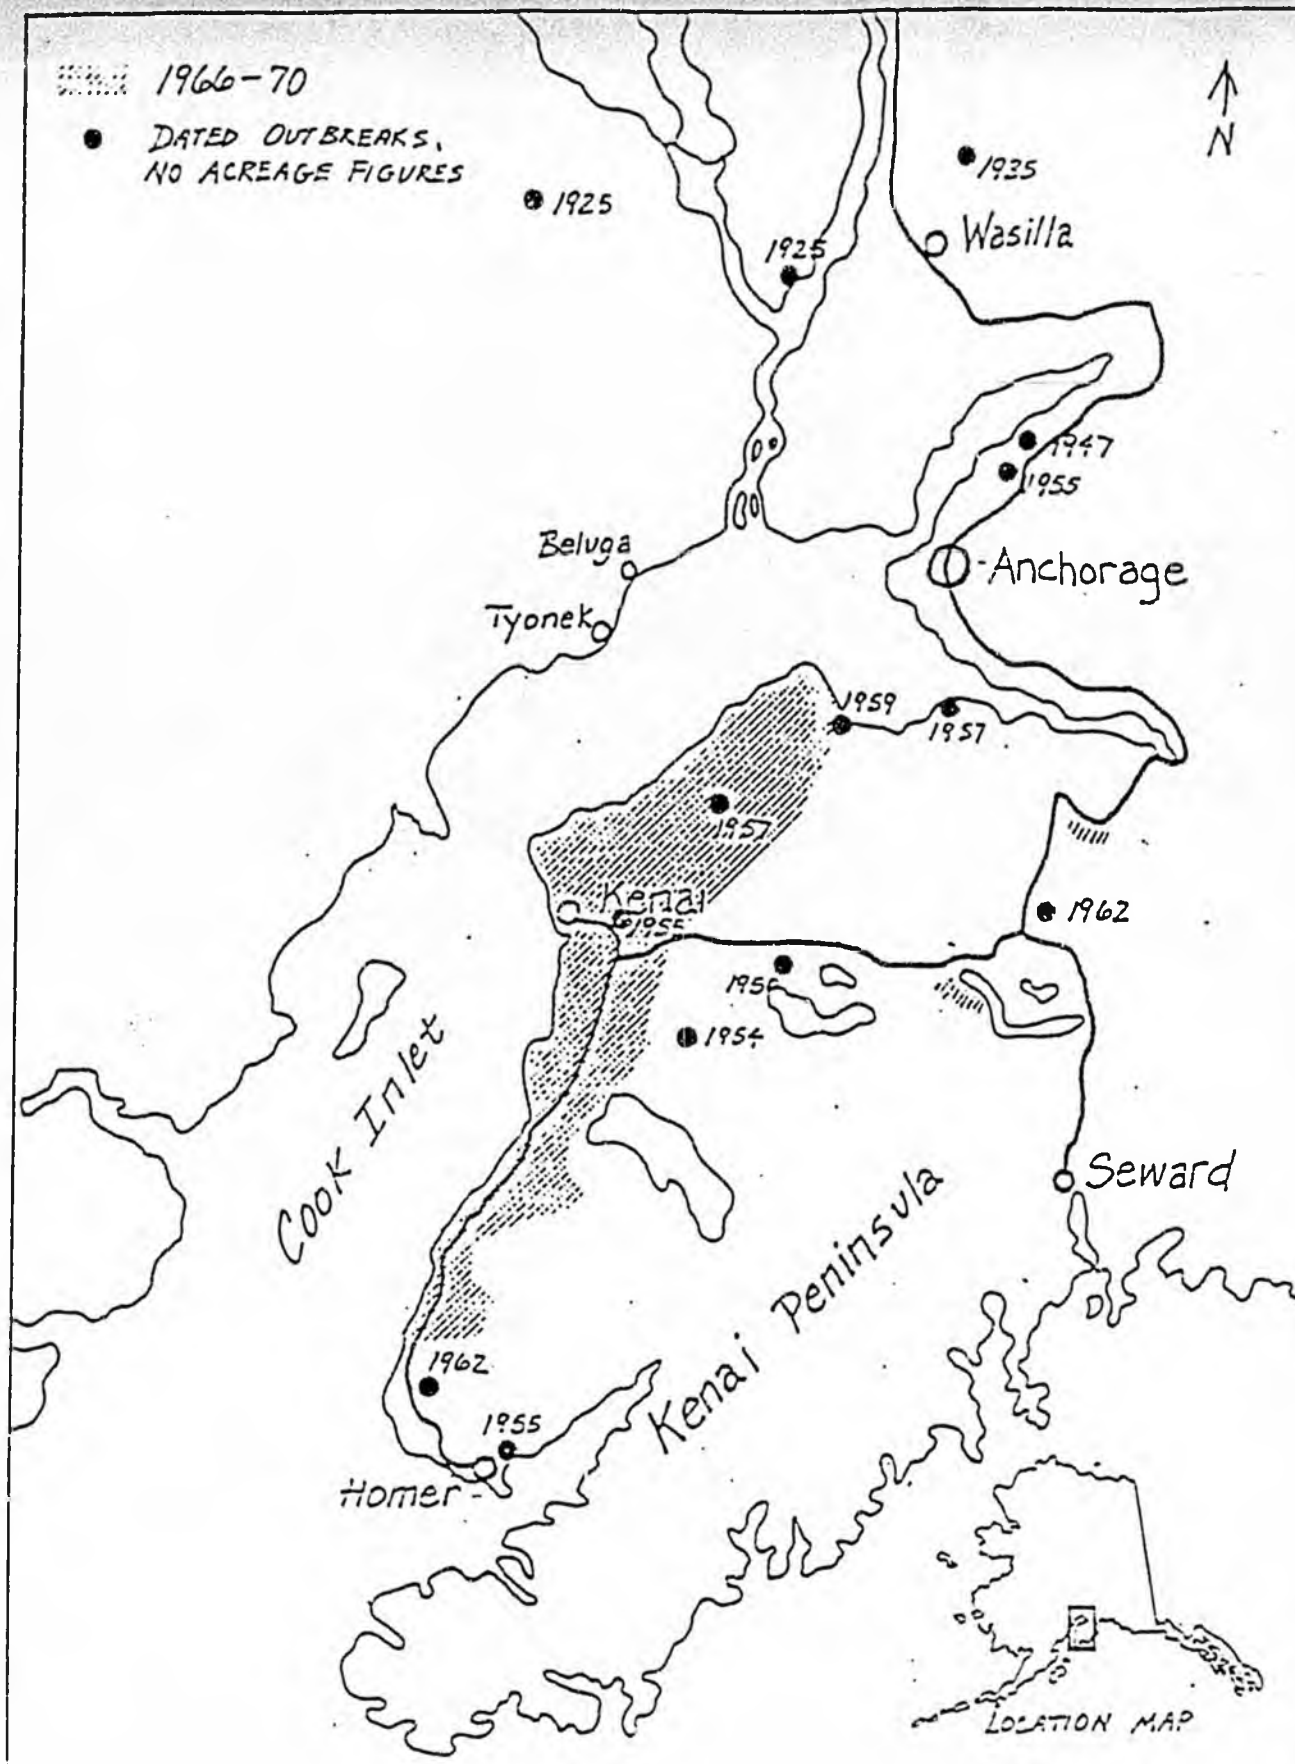 1966-70
DATED OUTBREAKS,
NO ACREAGE FIGURES
N
1935
1925
Wasilla
1925
1947
1955
Beluga
Anchorage
Tyonek
1959
1957
1957
Kenai
1955
1962
1954
Cook Inlet
Seward
Kenai Peninsula
1962
1955
Homer
LOCATION MAP